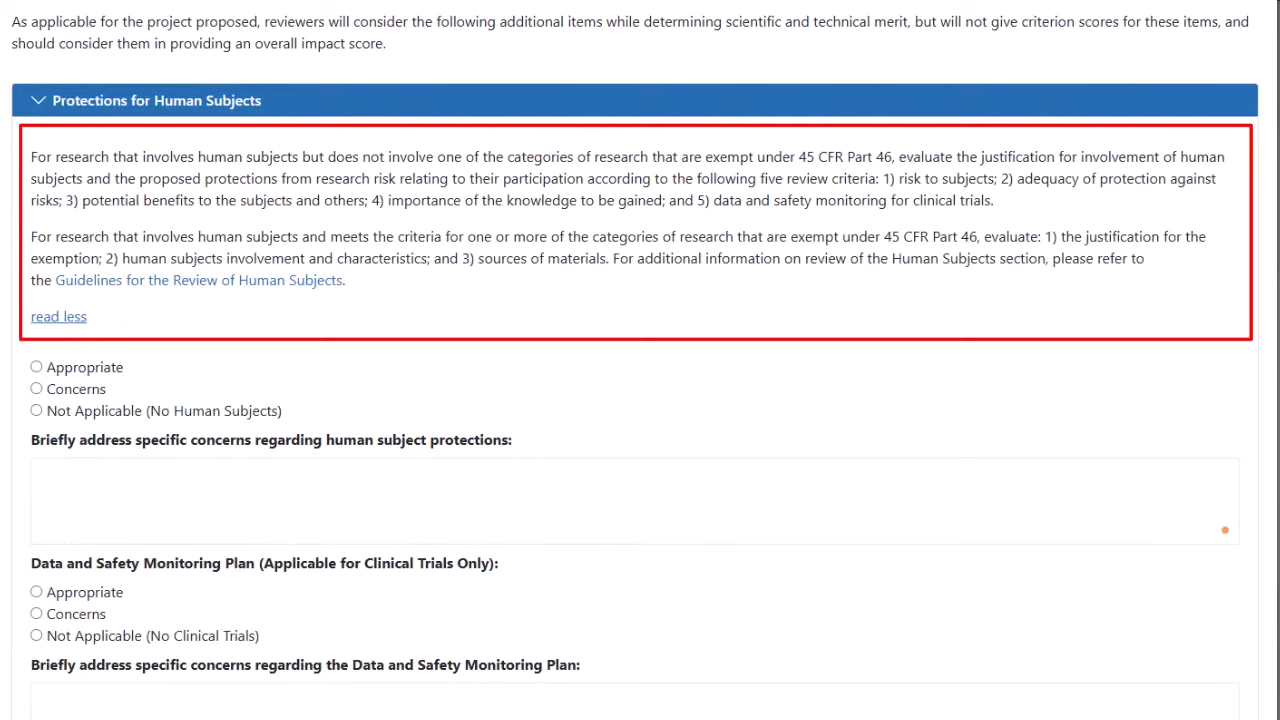 As applicable for the project proposed, reviewers will consider the following additional items while determining scientific and technical merit, but will not give criterion scores for these items, and
should consider them in providing an overall impact score.
Protections for Human Subjects
For research that involves human subjects but does not involve one of the categories of research that are exempt under 45 CFR Part 46, evaluate the justification for involvement of human
subjects and the proposed protections from research risk relating to their participation according to the following five review criteria: 1) risk to subjects; 2) adequacy of protection against
risks; 3) potential benefits to the subjects and others; 4) importance of the knowledge to be gained; and 5) data and safety monitoring for clinical trials.
For research that involves human subjects and meets the criteria for one or more of the categories of research that are exempt under 45 CFR Part 46, evaluate: 1) the justification for the
exemption; 2) human subjects involvement and characteristics; and 3) sources of materials. For additional information on review of the Human Subjects section, please refer to
the Guidelines for the Review of Human Subjects.
read less
Appropriate
Concerns
Not Applicable (No Human Subjects)
Briefly address specific concerns regarding human subject protections:
Data and Safety Monitoring Plan (Applicable for Clinical Trials Only):
Appropriate
Concerns
Not Applicable (No Clinical Trials)
Briefly address specific concerns regarding the Data and Safety Monitoring Plan: